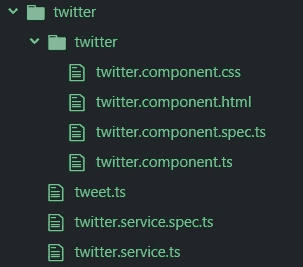 twitter
twitter
twitter.component.css
twitter.component.html
twitter.component.spec.ts
twitter.component.ts
tweet.ts
twitter.service.spec.ts
twitter.service.ts